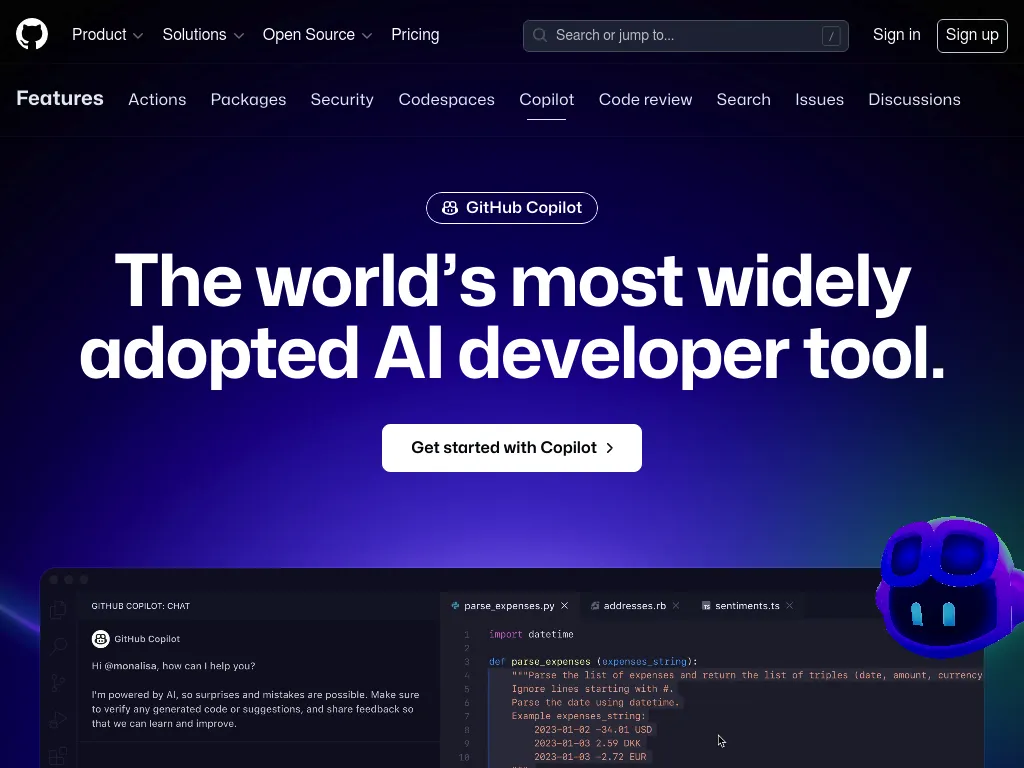 Product Solutions Open Source Pricing Search or jump to... / Sign in Sign up
Features Actions Packages Security Codespaces Copilot Code review Search Issues Discussions
GitHub Copilot
The world's most widely
adopted AI developer tool.
Get started with Copilot
GITHUB COPILOT: CHAT
GitHub Copilot
Hi @monalisa, how can I help you?
I'm powered by AI, so surprises and mistakes are possible. Make sure
to verify any generated code or suggestions, and share feedback so
that we can learn and improve.
parse_expenses.py addresses.rb TS sentiments.ts
1 import datetime
2
3 def parse_expenses (expenses_string):
4 """Parse the list of expenses and return the list of triples (date, amount, currency
5 Ignore lines starting with #.
6 Parse the date using datetime.
7 Example expenses_string:
8 2023-01-02 -34.01 USD
9 2023-01-03 2.59 DKK
10 2023-01-03 -2.72 EUR